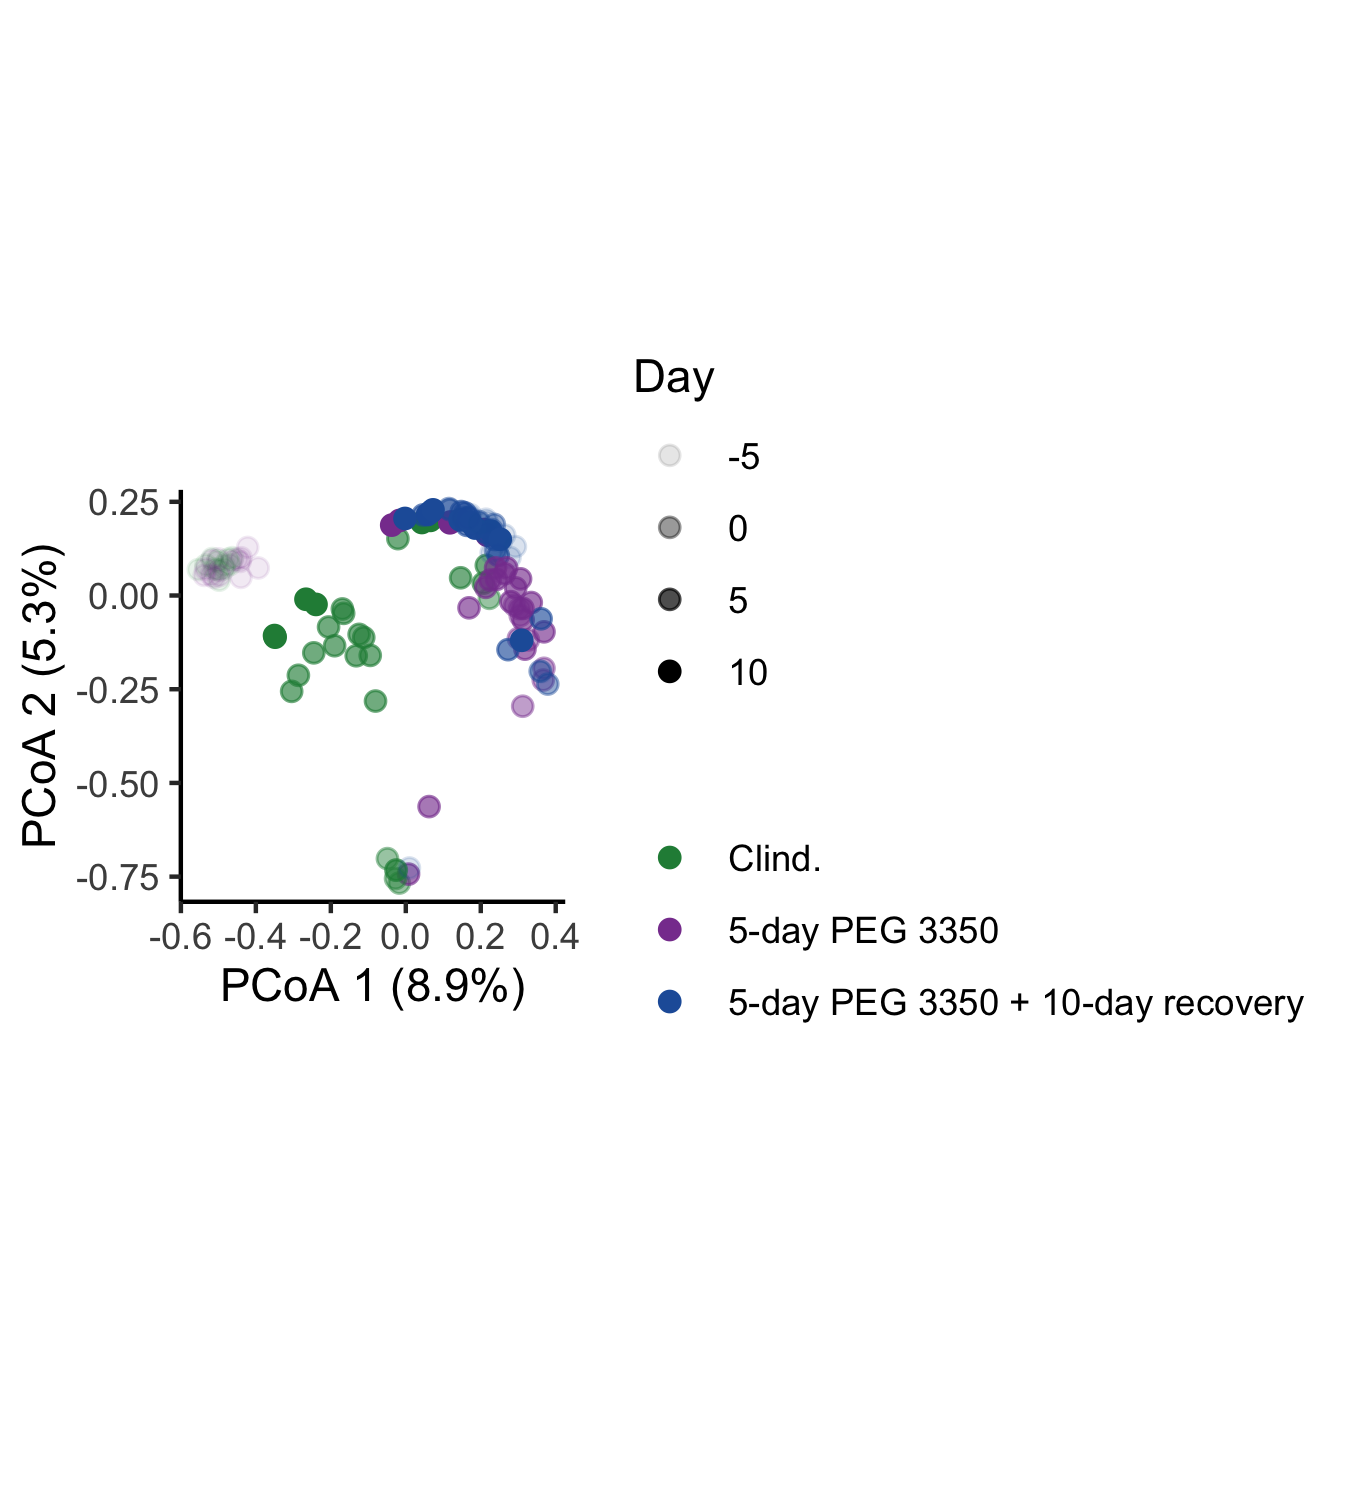 Day
-5
0
5
10
0.25
0.00
-0.25
-0.50
-0.75
PCoA 2 (5.3%)
-0.6 -0.4 -0.2 0.0 0.2 0.4
PCoA 1 (8.9%)
Clind.
5-day PEG 3350
5-day PEG 3350 + 10-day recovery